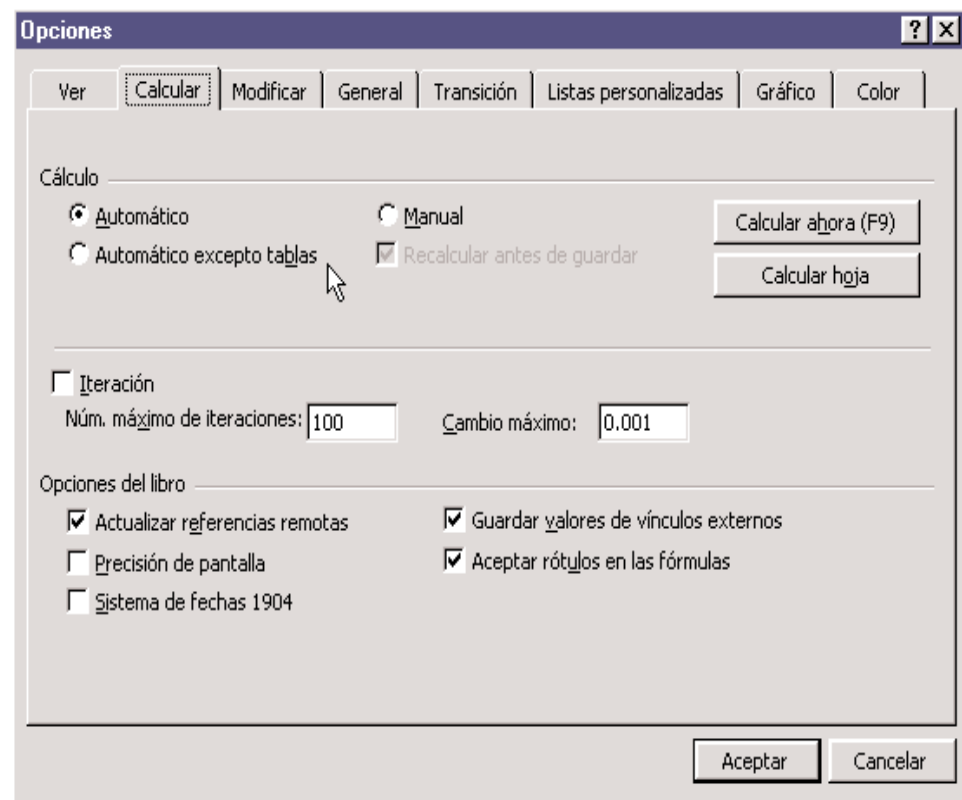 Opciones
Ver Calcular Modificar General Transición Listas personalizadas Gráfico Color
Cálculo
Automático Manual Calcular ahora (F9)
Automático excepto tablas Recalcular antes de guardar
Calcular hoja
Iteración
Núm. máximo de iteraciones: 100 Cambio máximo: 0.001
Opciones del libro
Actualizar referencias remotas Guardar valores de vínculos externos
Precisión de pantalla Aceptar rótulos en las fórmulas
Sistema de fechas 1904
Aceptar Cancelar